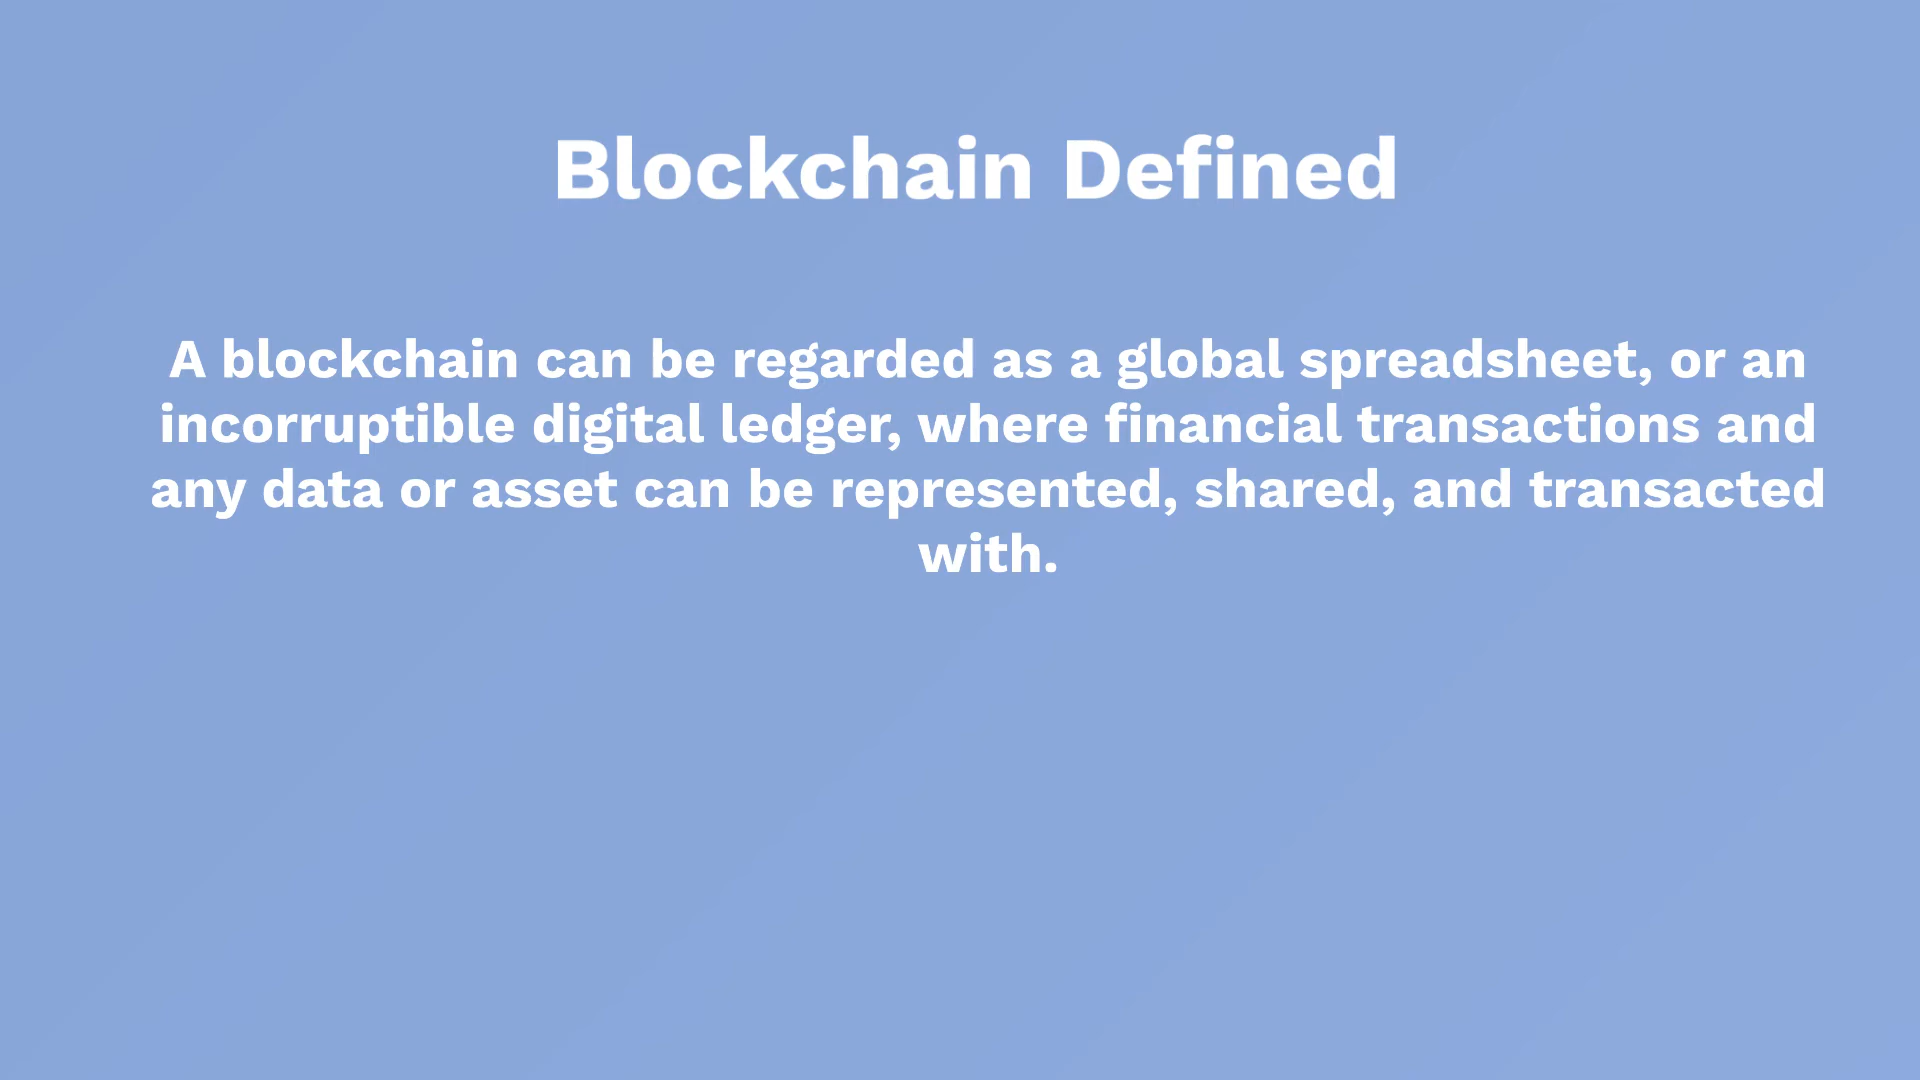 Blockchain Defined
A blockchain can be regarded as a global spreadsheet, or an
incorruptible digital ledger, where financial transactions and
any data or asset can be represented, shared, and transacted
with.